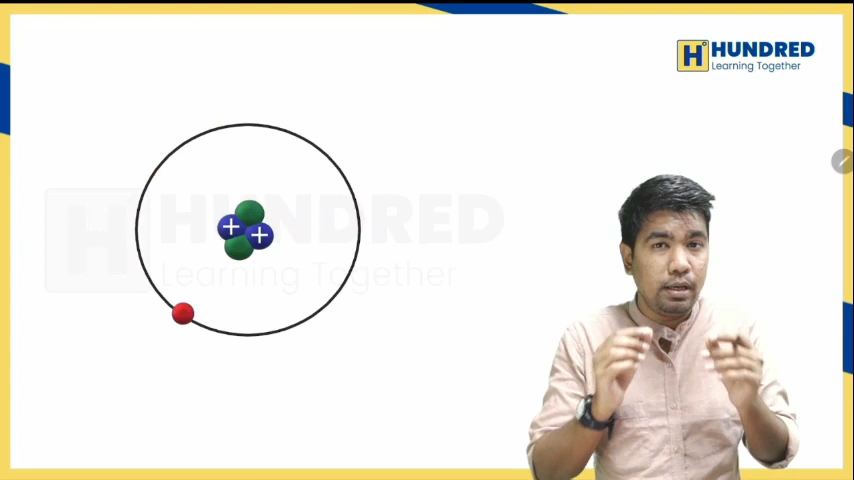 H° HUNDRED
Learning Together
H HUNDRED
Learning Together
+
+